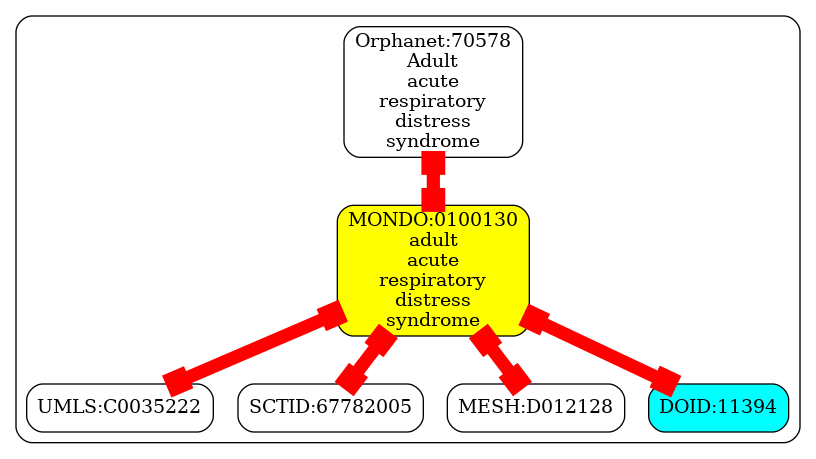 Orphanet:70578
Adult
acute
respiratory
distress
syndrome
MONDO:0100130
adult
acute
respiratory
distress
syndrome
UMLS:C0035222
SCTID:67782005
MESH:D012128
DOID:11394